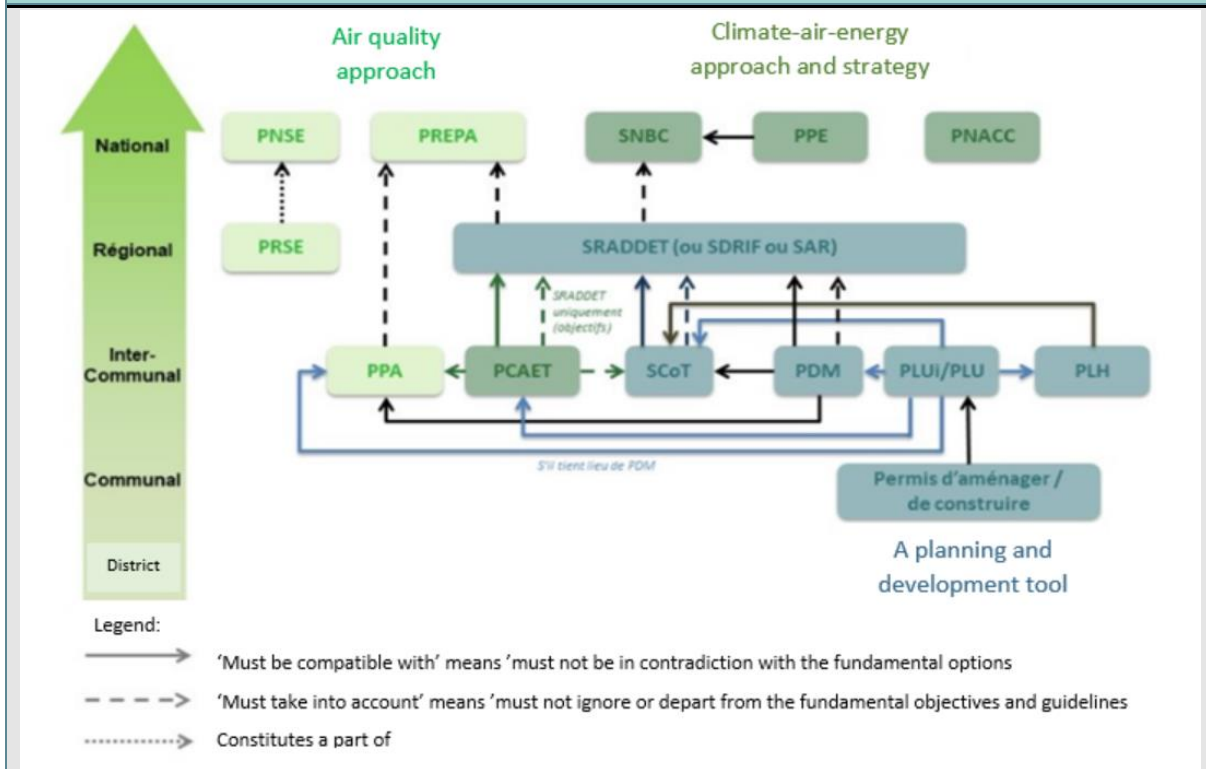 Air quality
approach
Climate-air-energy
approach and strategy
National
PNSE
PREPA
SNBC
PPE
PNACC
Régional
PRSE
SRADDET (ou SDRIF ou SAR)
SRADDET
uniquement
(objectifs)
Inter-
Communal
PPA
PCAET
SCoT
PDM
PLUi/PLU
PLH
S'il tient lieu de PDM
Communal
Permis d'aménager /
de construire
District
A planning and
development tool
Legend:
'Must be compatible with' means 'must not be in contradiction with the fundamental options
'Must take into account' means 'must not ignore or depart from the fundamental objectives and guidelines
Constitutes a part of